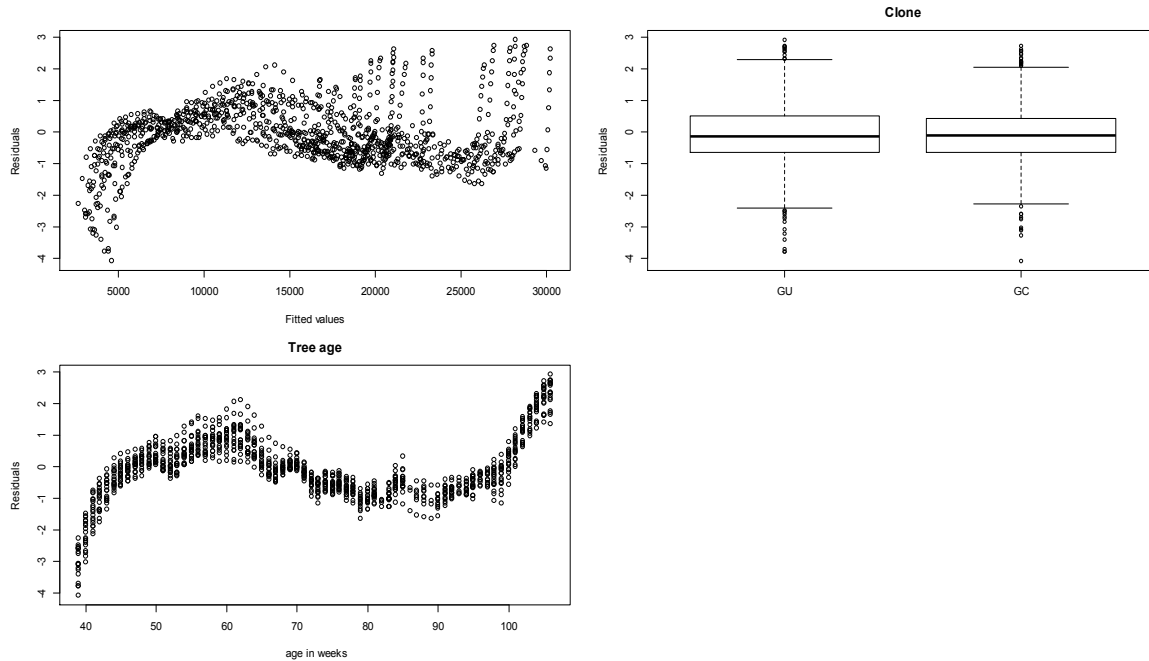 3
2
1
0
-1
-2
-3
-4
Residuals
5000 10000 15000 20000 25000 30000
Fitted values
Clone
3
2
1
0
-1
-2
-3
-4
Residuals
GU GC
Tree age
3
2
1
0
-1
-2
-3
-4
Residuals
40 50 60 70 80 90 100
age in weeks